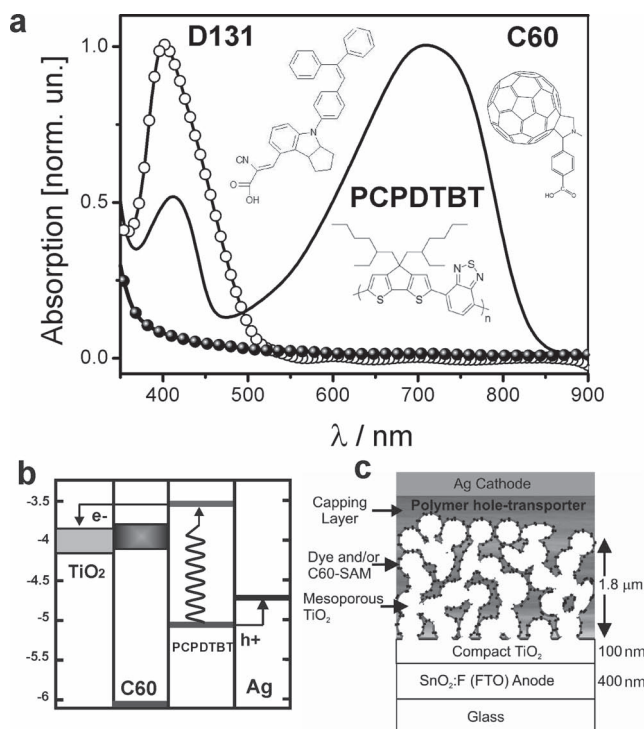 a
D131
C60
PCPDTBT
CN
N
O
OH
N
HO
O
N S N
S S n
Absorption [norm. un.]
1.0
0.5
0.0
400 500 600 700 800 900
λ / nm
b
-3.5
-4
-4.5
-5
-5.5
-6
e-
TiO2
C60
PCPDTBT
h+
Ag
c
Ag Cathode
Capping
Layer
Polymer hole-transporter
Dye and/or
C60-SAM
Mesoporous
TiO2
1.8 μm
Compact TiO2
100 nm
SnO2:F (FTO) Anode
400 nm
Glass